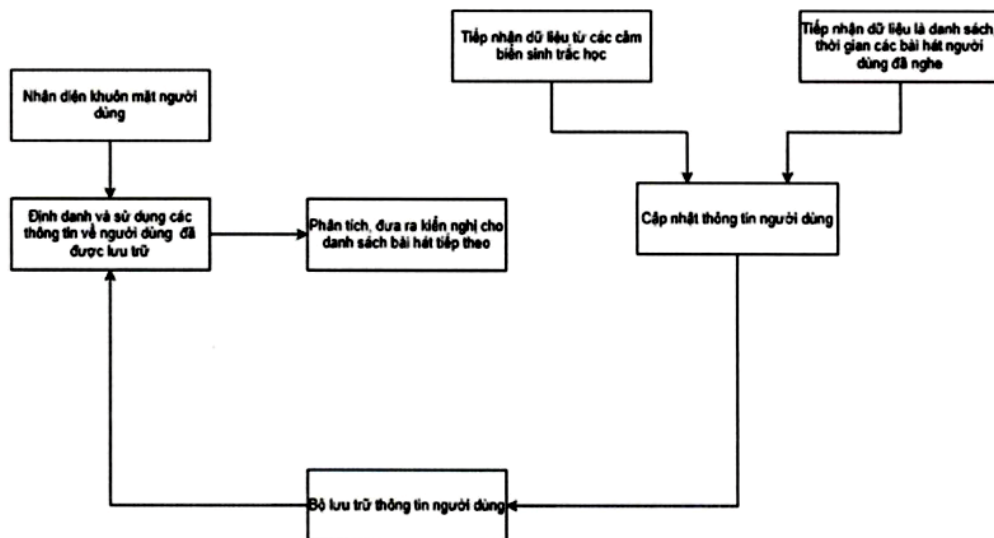 Tiếp nhận dữ liệu từ các cảm
biến sinh trắc học
Tiếp nhận dữ liệu là danh sách,
thời gian các bài hát người
dùng đã nghe
Nhận diện khuôn mặt người
dùng
Định danh và sử dụng các
thông tin về người dùng đã
được lưu trữ
Phân tích, đưa ra kiến nghị cho
danh sách bài hát tiếp theo
Cập nhật thông tin người dùng
Bộ lưu trữ thông tin người dùng